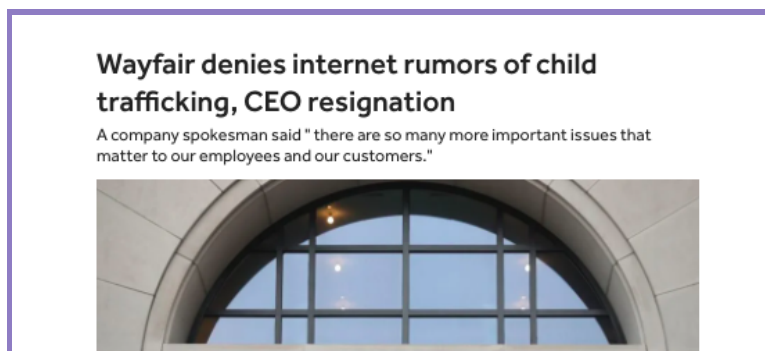 Wayfair denies internet rumors of child
trafficking, CEO resignation
A company spokesman said " there are so many more important issues that
matter to our employees and our customers."